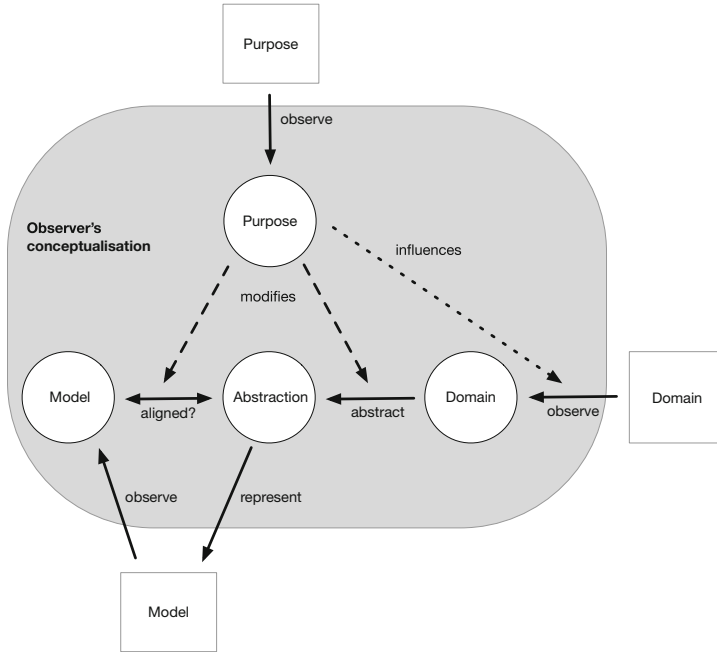 Purpose
observe
Observer's
conceptualisation
Purpose
influences
modifies
Model
aligned?
Abstraction
abstract
Domain
observe
Domain
observe
represent
Model